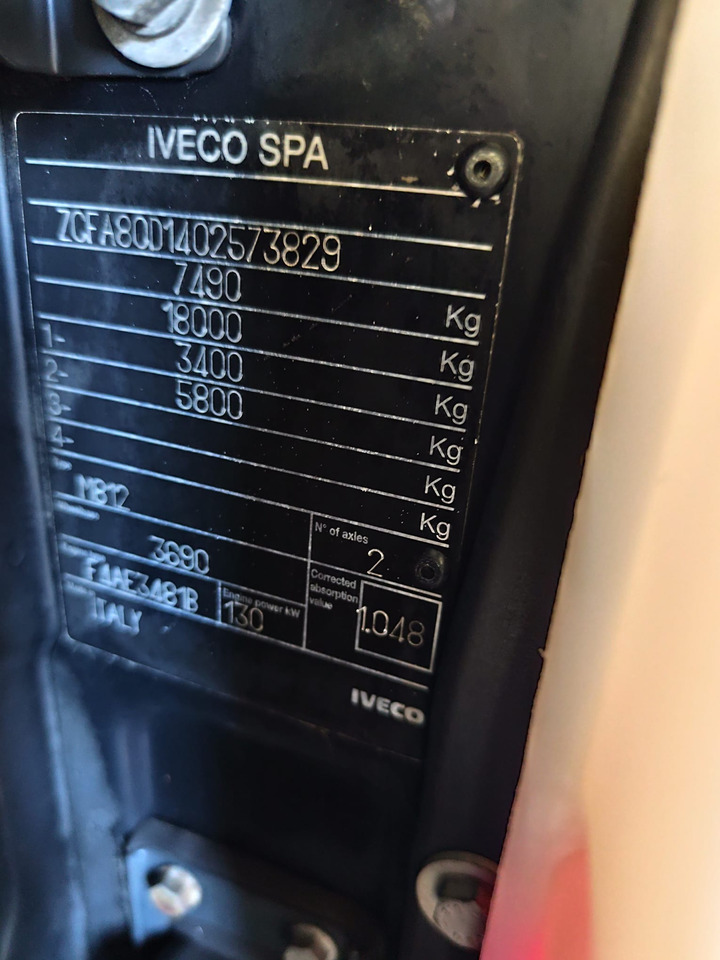 IVECO SPA
ZCFA80D1402573829
7490 Kg
18000 Kg
1- 3400 Kg
2- 5800 Kg
3- Kg
4- Kg
Type
M812
N° of axles
2
3690
Corrected absorption value
1.048
F4AE3481B
Engine power kW
130
ITALY
IVECO